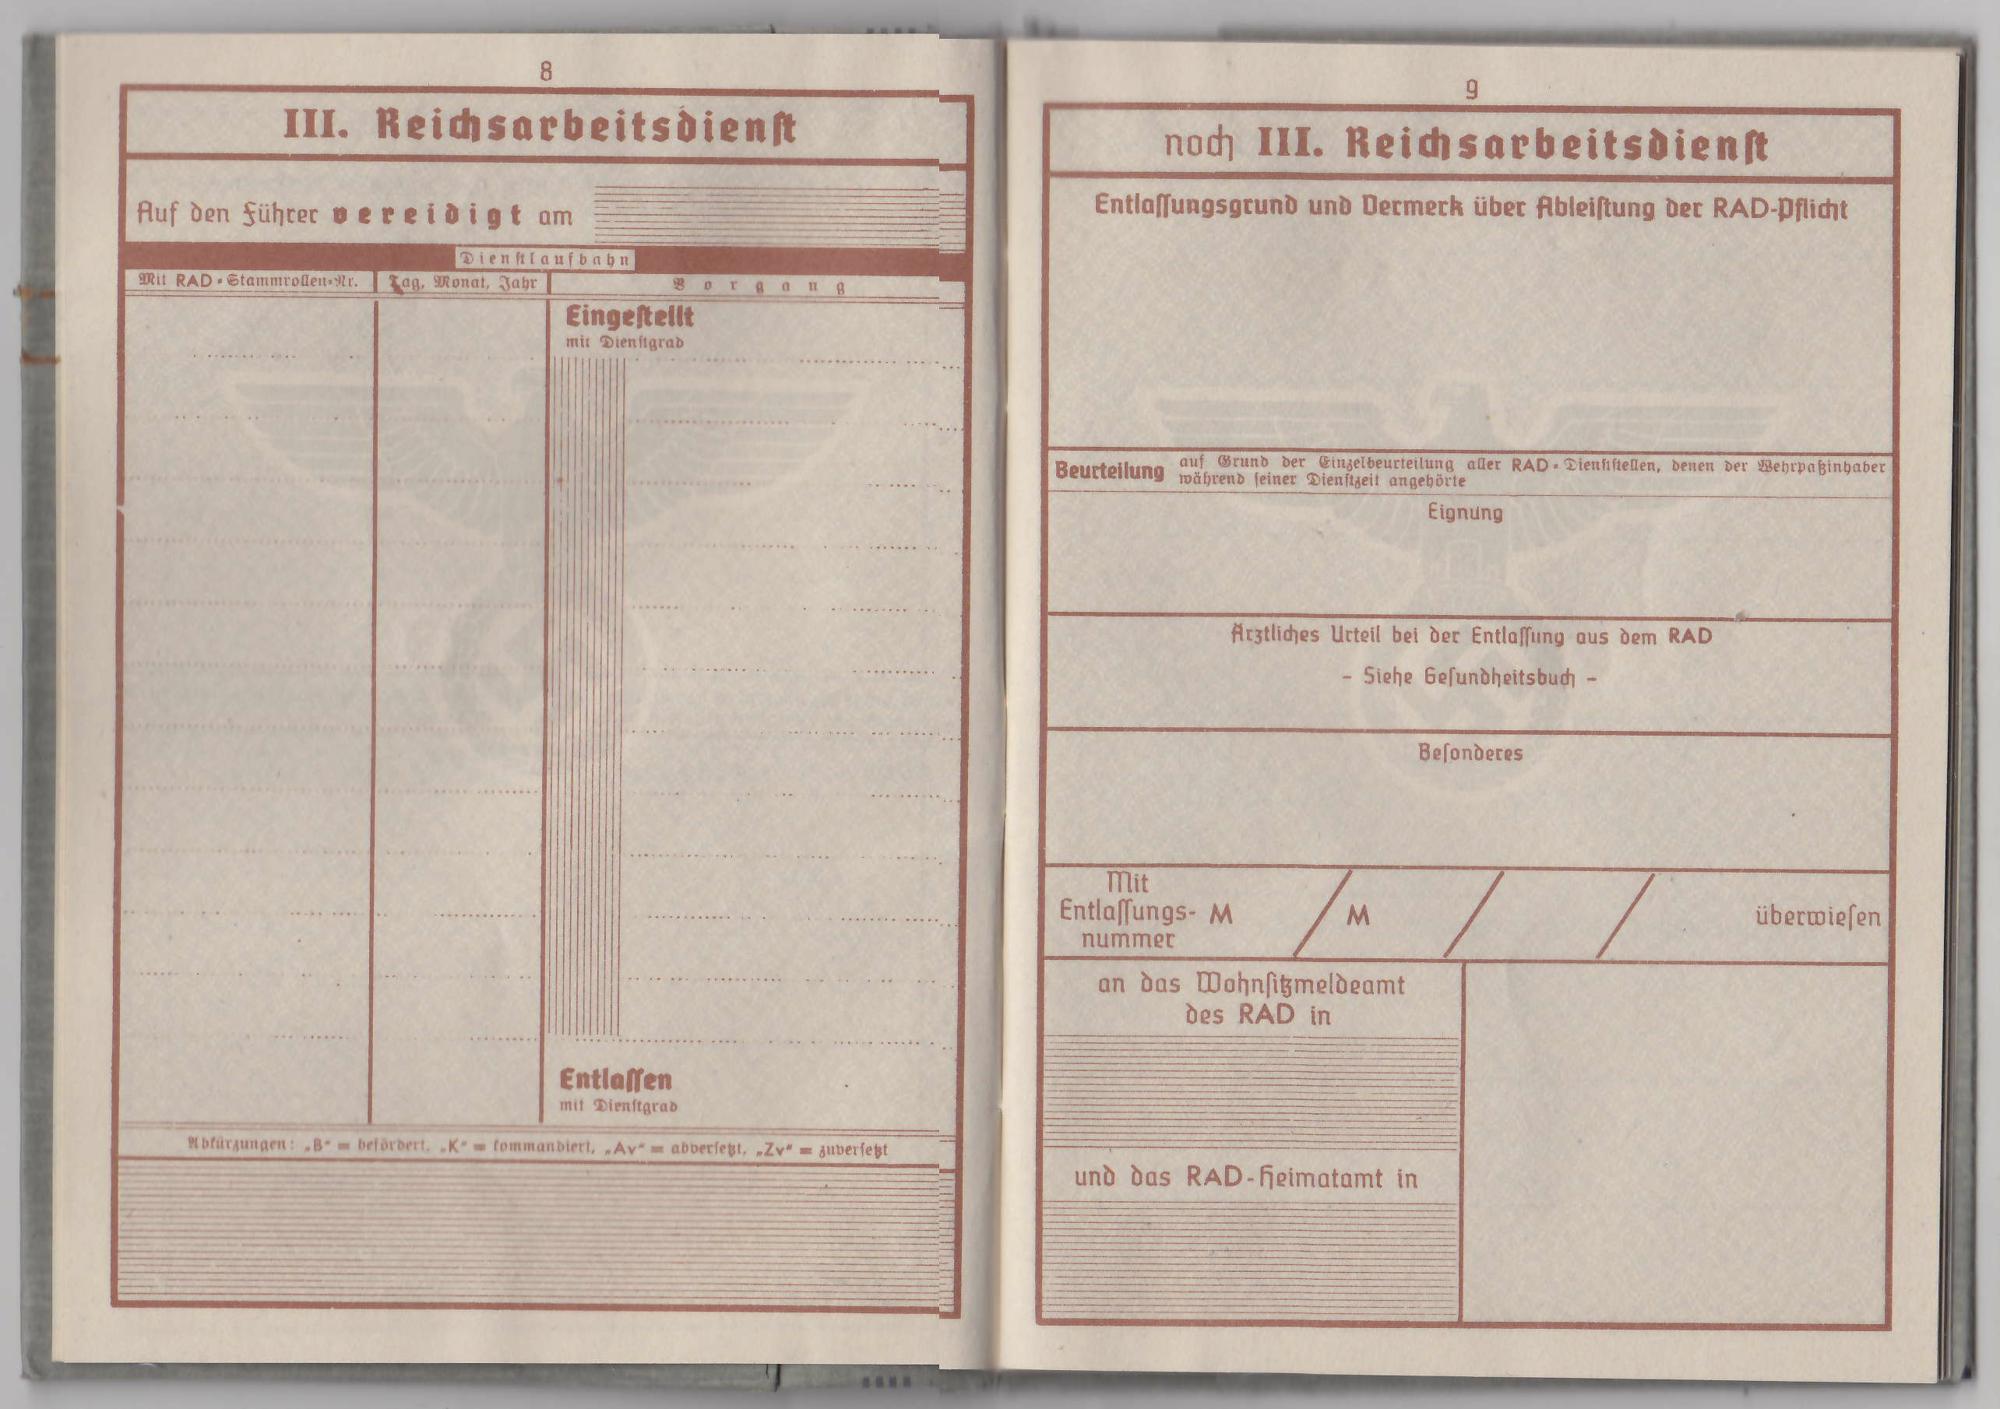 8
III. Reichsarbeitsdienst
Auf den Führer vereidigt am
Dienstlaufbahn
Mit RAD-Stammrollen-Nr. Tag, Monat, Jahr Vorgang
Eingestellt
mit Dienstgrad
Entlassen
mit Dienstgrad
Abkürzungen: „B“ = befördert, „K“ = kommandiert, „Av“ = abversetzt, „Zv“ = zuversetzt
9
noch III. Reichsarbeitsdienst
Entlassungsgrund und Vermerk über Ableistung der RAD-Pflicht
Beurteilung auf Grund der Einzelbeurteilung aller RAD-Dienststellen, denen der Wehrpaßinhaber
während seiner Dienstzeit angehörte
Eignung
Ärztliches Urteil bei der Entlassung aus dem RAD
- Siehe Gesundheitsbuch -
Besonderes
Mit
Entlassungs- M / M / / überwiesen
nummer
an das Wohnsitzmeldeamt
des RAD in
und das RAD-Heimatamt in